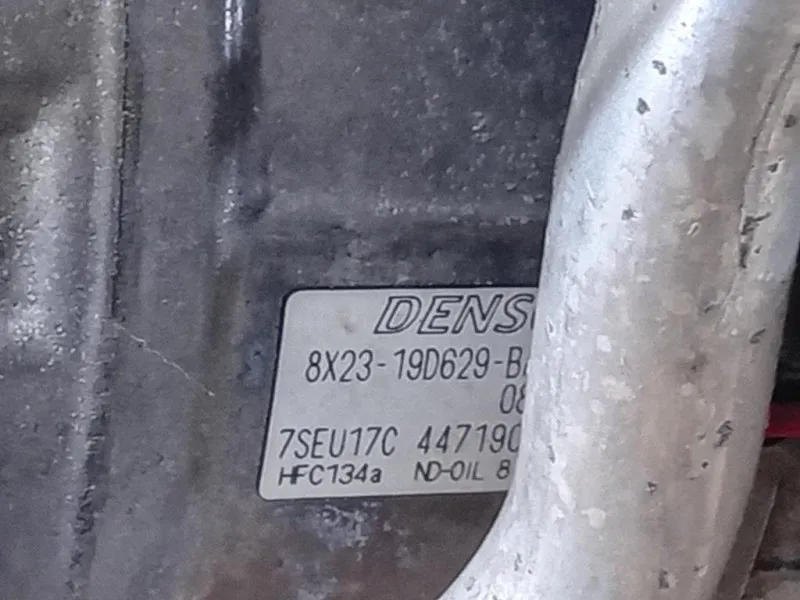 DENS
8X23-19D629-B
08
7SEU17C 447190
HFC134a ND-OIL 8